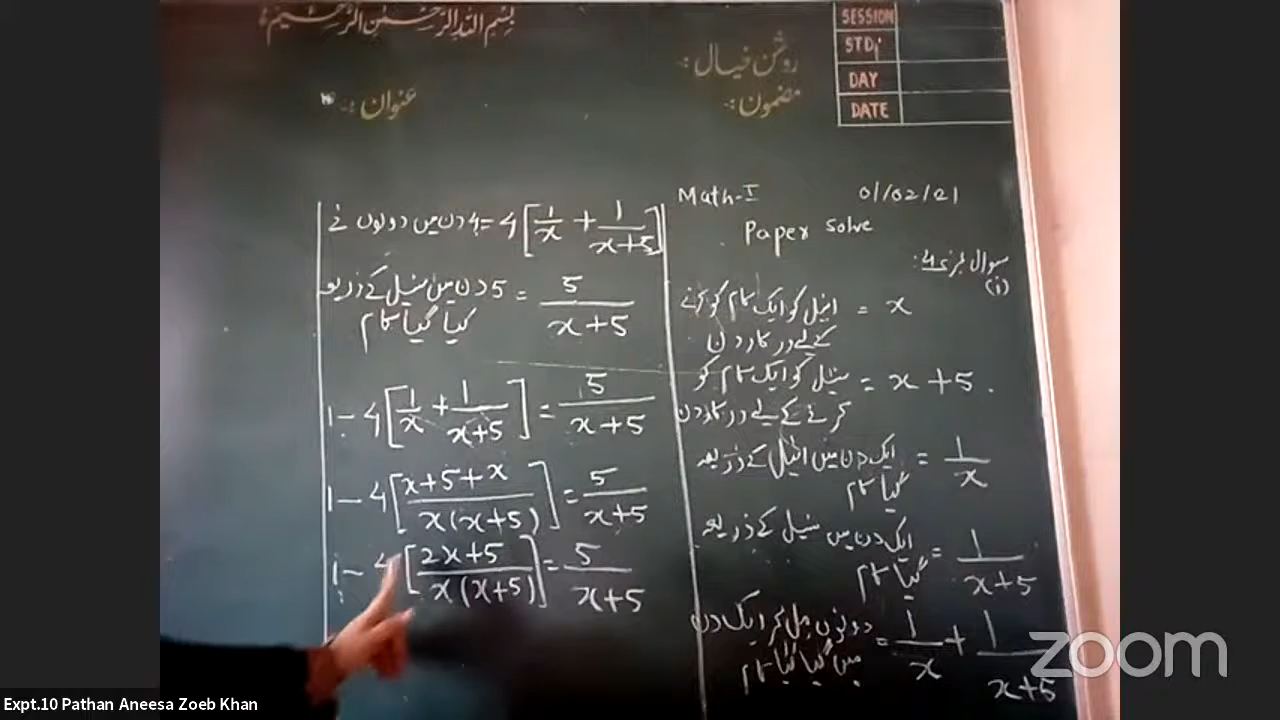 بسم اللہ الرحمٰن الرحیم
روشن خیال :۔
مضمون :۔
عنوان :۔
SESSION
STD;
DAY
DATE
Math-I 01/02/21
Paper Solve
سوال نمبری 4 :
(i)
انیل کو ایک کام کو کرنے = x
کے لیے درکار دن
سنیل کو ایک کام کو = x + 5 .
کرنے کے لیے درکار دن
ایک دن میں انیل کے ذریعہ = 1/x
کیا گیا کام
ایک دن میں سنیل کے ذریعہ = 1/(x+5)
کیا گیا کام
دونوں مل کر ایک دن = 1/x + 1/(x+5)
میں کیا گیا کام
4 دن میں دونوں نے = 4[1/x + 1/(x+5)]
5 دن میں سنیل کے ذریعہ = 5/(x+5)
کیا گیا کام
1 - 4[1/x + 1/(x+5)] = 5/(x+5)
1 - 4[(x+5+x)/(x(x+5))] = 5/(x+5)
1 - 4[(2x+5)/(x(x+5))] = 5/(x+5)
zoom
Expt.10 Pathan Aneesa Zoeb Khan